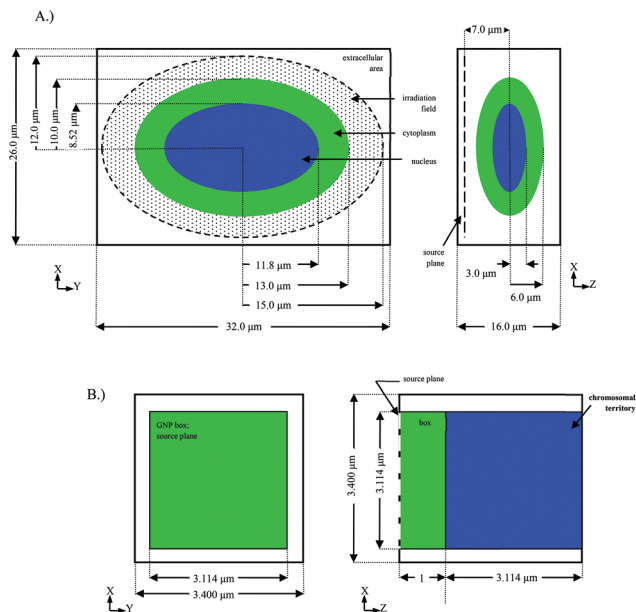 A.)
7.0 µm
extracellular
area
irradiation
field
cytoplasm
nucleus
26.0 µm
12.0 µm
10.0 µm
8.52 µm
11.8 µm
13.0 µm
15.0 µm
32.0 µm
X
Y
source
plane
3.0 µm
6.0 µm
16.0 µm
X
Z
B.)
GNP box;
source plane
3.114 µm
3.400 µm
X
Y
source plane
box
chromosomal
territory
3.400 µm
3.114 µm
1
3.114 µm
X
Z